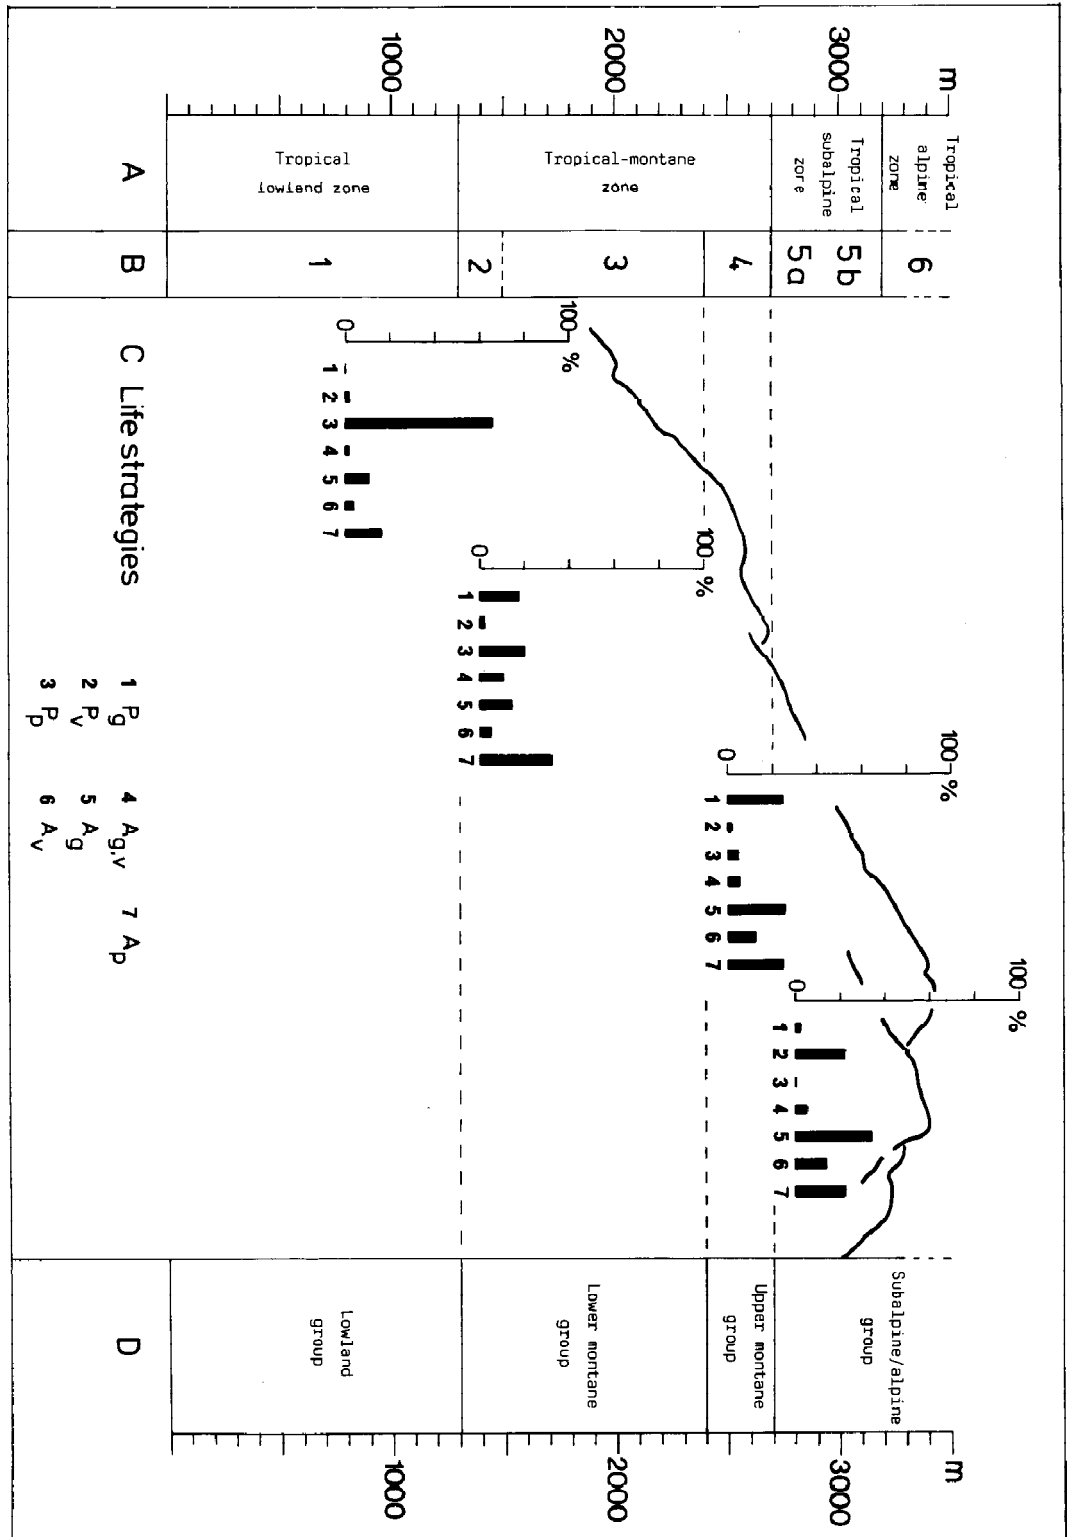 m
3000
2000
1000
Tropical
alpine
zone
Tropical
subalpine
zone
Tropical-montane
zone
Tropical
lowland zone
A
6
5b
5a
4
3
2
1
B
100
%
0
1 2 3 4 5 6 7
100
%
0
1 2 3 4 5 6 7
100
%
0
1 2 3 4 5 6 7
100
%
0
1 2 3 4 5 6 7
C Life strategies
1 Pg 4 Ag,v 7 Ap
2 Pv 5 Ag
3 Pp 6 Av
Subalpine/alpine
group
Upper montane
group
Lower montane
group
Lowland
group
D
m
3000
2000
1000